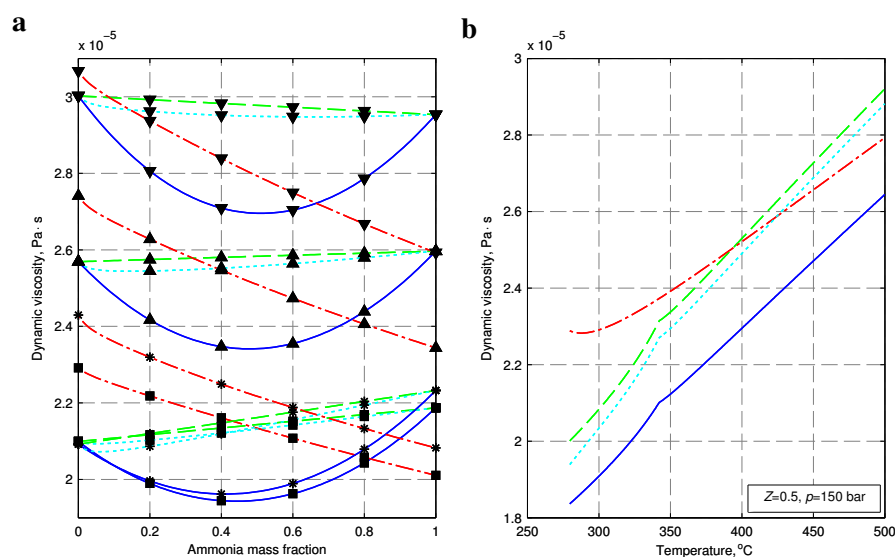 a
b
x 10⁻⁵
x 10⁻⁵
3
2.8
2.6
2.4
2.2
2
Dynamic viscosity, Pa· s
0
0.2
0.4
0.6
0.8
1
Ammonia mass fraction
3
2.8
2.6
2.4
2.2
2
1.8
Dynamic viscosity, Pa· s
250
300
350
400
450
500
Temperature, °C
Z=0.5, p=150 bar